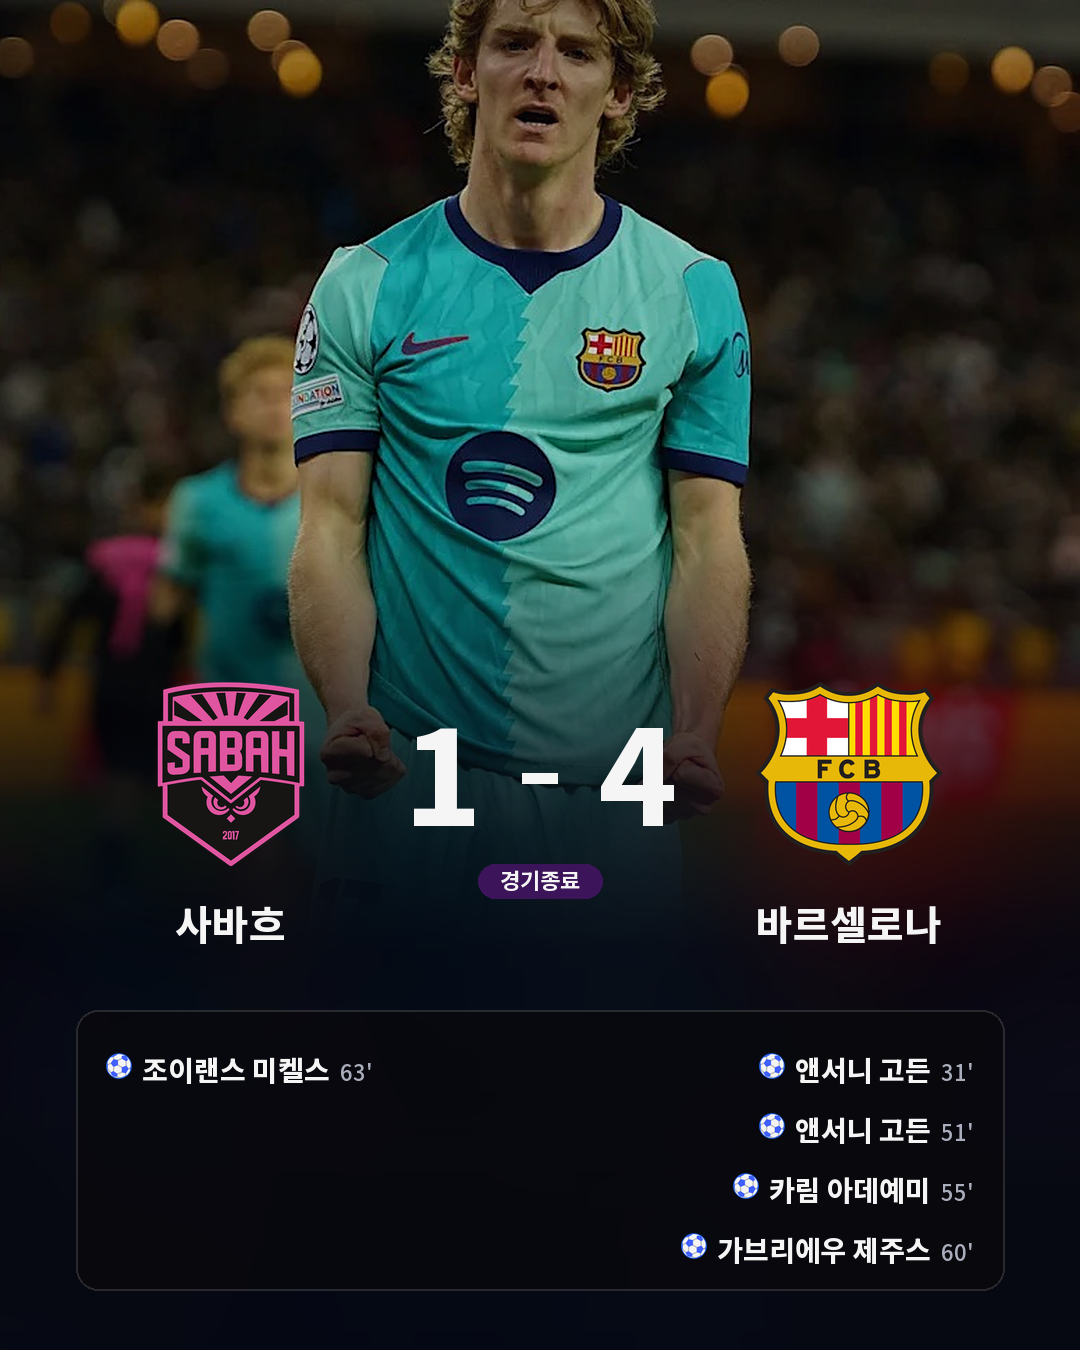 UNDATION
FCB
SABAH
2017
1 - 4
FCB
경기종료
사바흐
바르셀로나
조이랜스 미켈스 63'
앤서니 고든 31'
앤서니 고든 51'
카림 아데예미 55'
가브리에우 제주스 60'